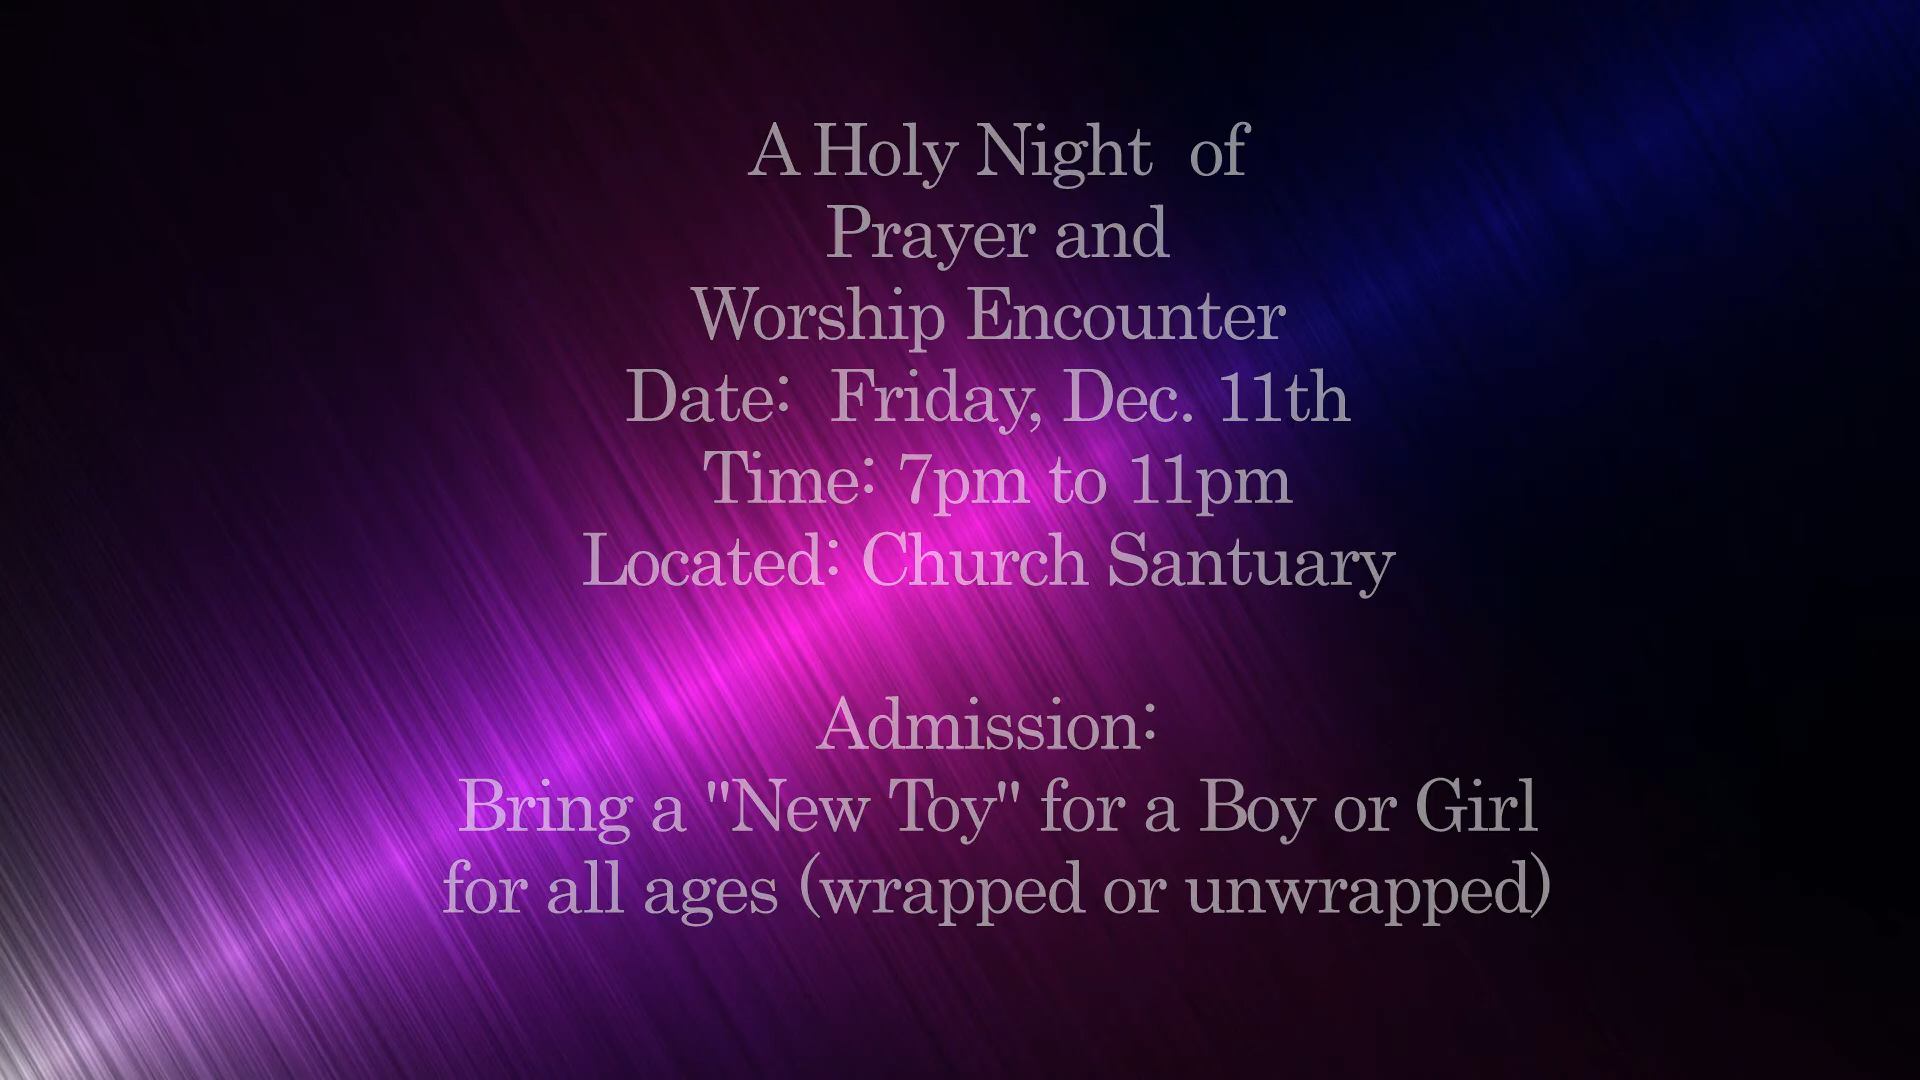 A Holy Night  of
Prayer and
Worship Encounter
Date:  Friday, Dec. 11th
Time: 7pm to 11pm
Located: Church Santuary
Admission:
Bring a "New Toy" for a Boy or Girl
for all ages (wrapped or unwrapped)